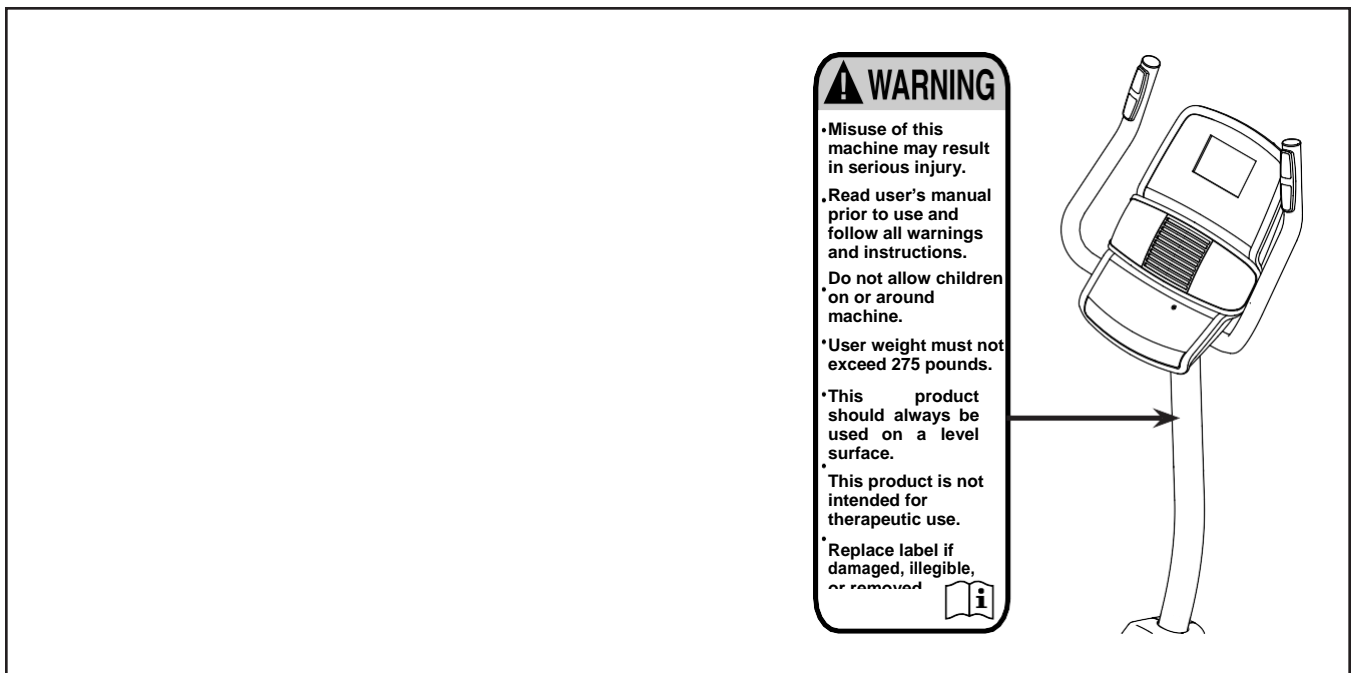 WARNING
•Misuse of this
machine may result
in serious injury.
•Read user's manual
prior to use and
follow all warnings
and instructions.
•Do not allow children
on or around
machine.
•User weight must not
exceed 275 pounds.
•This product
should always be
used on a level
surface.
•This product is not
intended for
therapeutic use.
•Replace label if
damaged, illegible,
or removed
i